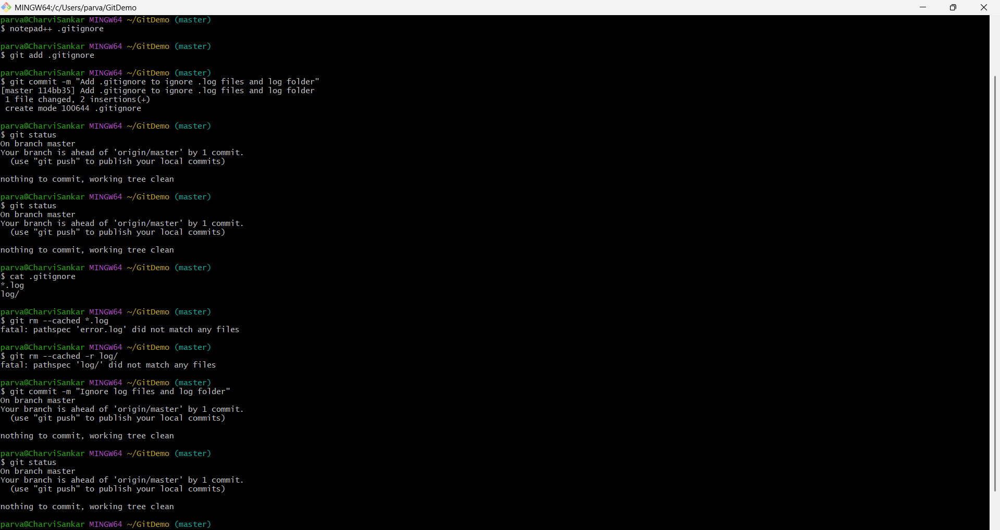 MINGW64:/c/Users/parva/GitDemo
parva@CharviSankar MINGW64 ~/GitDemo (master)
$ notepad++ .gitignore
parva@CharviSankar MINGW64 ~/GitDemo (master)
$ git add .gitignore
parva@CharviSankar MINGW64 ~/GitDemo (master)
$ git commit -m "Add .gitignore to ignore .log files and log folder"
[master 114bb35] Add .gitignore to ignore .log files and log folder
 1 file changed, 2 insertions(+)
 create mode 100644 .gitignore
parva@CharviSankar MINGW64 ~/GitDemo (master)
$ git status
On branch master
Your branch is ahead of 'origin/master' by 1 commit.
  (use "git push" to publish your local commits)
nothing to commit, working tree clean
parva@CharviSankar MINGW64 ~/GitDemo (master)
$ git status
On branch master
Your branch is ahead of 'origin/master' by 1 commit.
  (use "git push" to publish your local commits)
nothing to commit, working tree clean
parva@CharviSankar MINGW64 ~/GitDemo (master)
$ cat .gitignore
*.log
log/
parva@CharviSankar MINGW64 ~/GitDemo (master)
$ git rm --cached *.log
fatal: pathspec 'error.log' did not match any files
parva@CharviSankar MINGW64 ~/GitDemo (master)
$ git rm --cached -r log/
fatal: pathspec 'log/' did not match any files
parva@CharviSankar MINGW64 ~/GitDemo (master)
$ git commit -m "Ignore log files and log folder"
On branch master
Your branch is ahead of 'origin/master' by 1 commit.
  (use "git push" to publish your local commits)
nothing to commit, working tree clean
parva@CharviSankar MINGW64 ~/GitDemo (master)
$ git status
On branch master
Your branch is ahead of 'origin/master' by 1 commit.
  (use "git push" to publish your local commits)
nothing to commit, working tree clean
parva@CharviSankar MINGW64 ~/GitDemo (master)